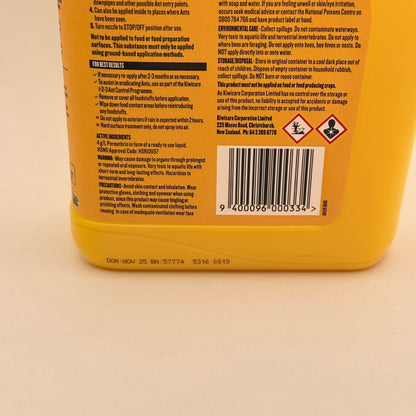 downpipes and other possible Ant entry points.
4. Can also be applied inside to places where Ants
have been seen.
5. Turn nozzle to STOP/OFF position after use.
Not to be applied to food or food preparation
surfaces. This substance must only be applied
using ground-based application methods.
FOR BEST RESULTS
If necessary re-apply after 2-3 months or as necessary.
To assist in eradicating Ants, use as part of the Kiwicare
1-2-3 Ant Control Programme.
Remove or cover all foodstuffs before application.
Wipe down food contact areas before reintroducing
any foodstuffs.
Do not apply to exteriors if rain is expected within 2 hours.
Hard surface treatment only, do not spray into air.
ACTIVE INGREDIENTS
4 g/L Permethrin in form of a ready to use liquid.
HSNO Approval Code: HSR
WARNING - May cause damage to organs through prolonged
or repeated oral exposure. Very toxic to aquatic life with
short-term and long-lasting effects. Hazardous to
terrestrial invertebrates.
PRECAUTIONS - Avoid skin contact and inhalation. Wear
protective gloves, clothing and eyewear when using
product, since this product may cause tingling or
prickling effects. Wash contaminated clothing before
reusing. In case of inadequate ventilation wear face
with soap and water. If you are feeling unwell or skin/eye irritation,
occurs seek medical advice or contact the National Poisons Centre on
0800 764 766 and have product label at hand.
ENVIRONMENTAL CARE - Collect spillage. Do not contaminate waterways.
Very toxic to aquatic life and terrestrial invertebrates. Do not apply to
where bees are foraging. Do not apply onto bees, bee hives or nests. Do not
apply directly into or onto water.
STORAGE/DISPOSAL - Store in original container in a cool dark place out of
reach of children. Dispose of empty container in household rubbish,
collect spillage. Do NOT burn or reuse container.
This product must not be applied as food or food producing crops.
As Kiwicare Corporation Limited has no control over the storage or
use of this product, no liability is accepted for accidents or damage
arising from the incorrect storage or use of this product.
Kiwicare Corporation Limited
225 Maces Road, Christchurch,
New Zealand. Ph: 64 3 389 0778
9 400096 000334
DOM NOV 25 BN:57774 5316 0819